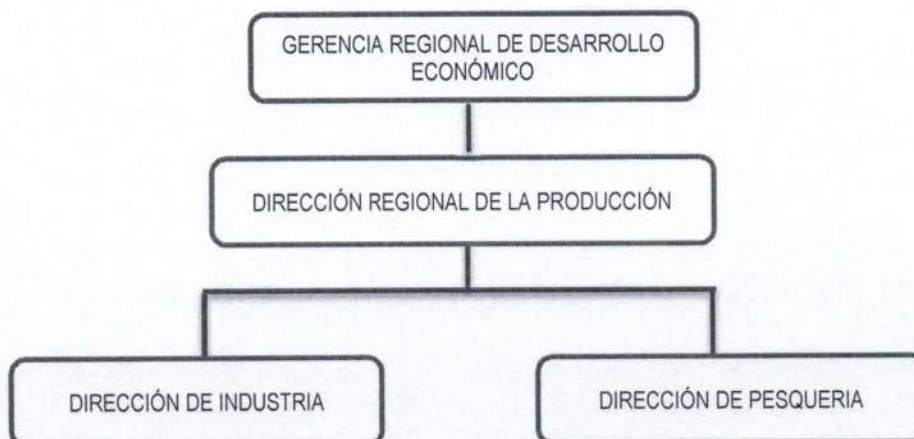 GERENCIA REGIONAL DE DESARROLLO
ECONÓMICO
DIRECCIÓN REGIONAL DE LA PRODUCCIÓN
DIRECCIÓN DE INDUSTRIA
DIRECCIÓN DE PESQUERIA